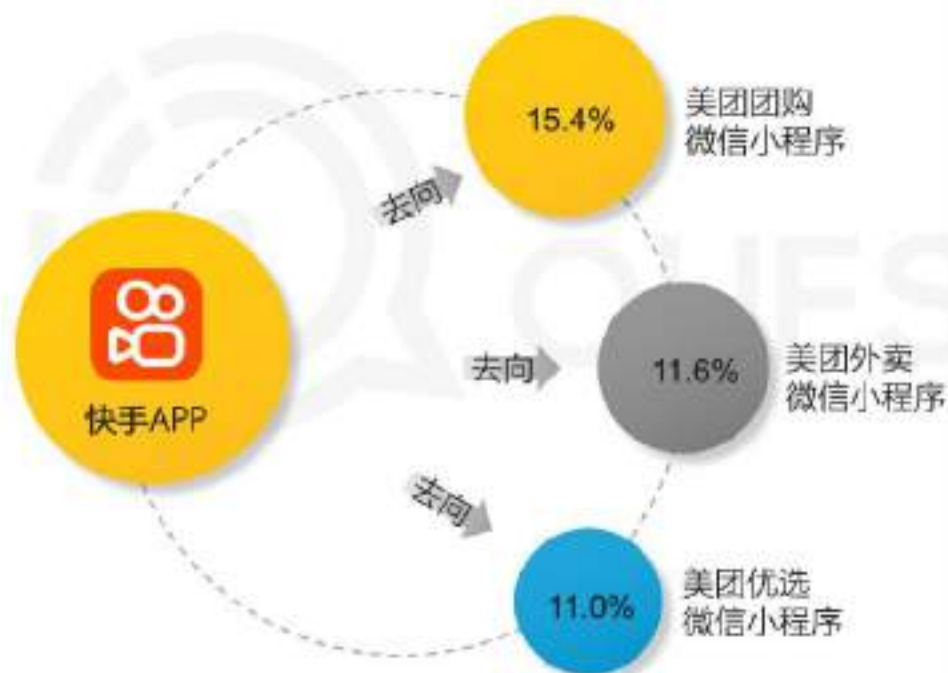 15.4%
美团团购
微信小程序
去向
快手APP
去向
11.6%
美团外卖
微信小程序
去向
11.0%
美团优选
微信小程序